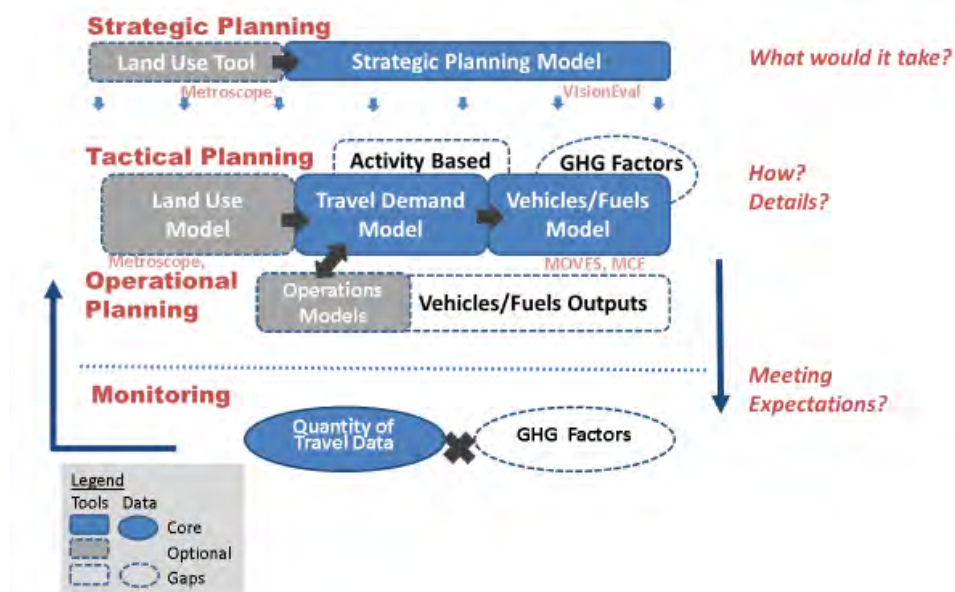 Strategic Planning
Land Use Tool
Strategic Planning Model
What would it take?
Metroscope,
VisionEval
Tactical Planning
Activity Based
GHG Factors
How?
Details?
Land Use
Model
Travel Demand
Model
Vehicles/Fuels
Model
Metroscope,
MOVES, MCE
Operational
Planning
Operations
Models
Vehicles/Fuels Outputs
Monitoring
Meeting
Expectations?
Quantity of
Travel Data
GHG Factors
Legend
Tools Data
Core
Optional
Gaps